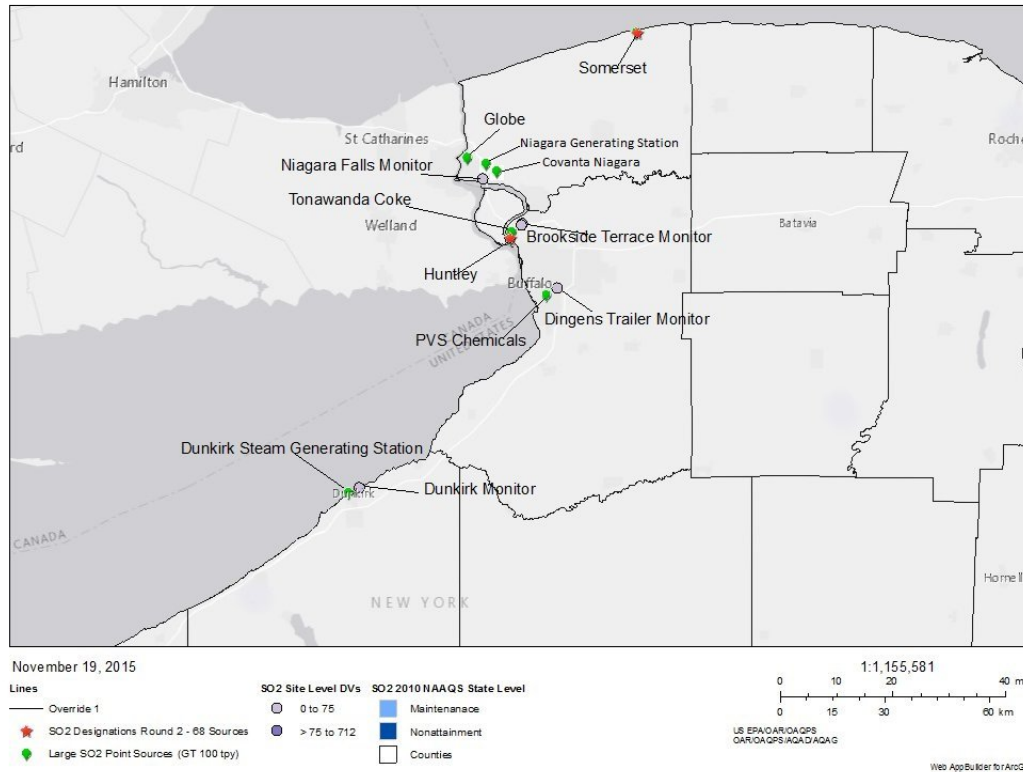 Somerset
Hamilton
rd
Globe
St Catharines
Niagara Generating Station
Covanta Niagara
Roche
Niagara Falls Monitor
Tonawanda Coke
Welland
Batavia
Brookside Terrace Monitor
Huntley
Buffalo
Dingens Trailer Monitor
CANADA
UNITED STATES
PVS Chemicals
Dunkirk Steam Generating Station
Dunkirk
Dunkirk Monitor
CANADA
NEW YORK
Hornell
November 19, 2015
1:1,155,581
Lines
Override 1
SO2 Designations Round 2 - 68 Sources
Large SO2 Point Sources (GT 100 tpy)
SO2 Site Level DVs
0 to 75
> 75 to 712
SO2 2010 NAAQS State Level
Maintenanace
Nonattainment
Counties
0 10 20 40 m
0 15 30 60 km
US EPA/OAR/OAQPS
OAR/OAQPS/AQAD/AQAG
Web AppBuilder for ArcG